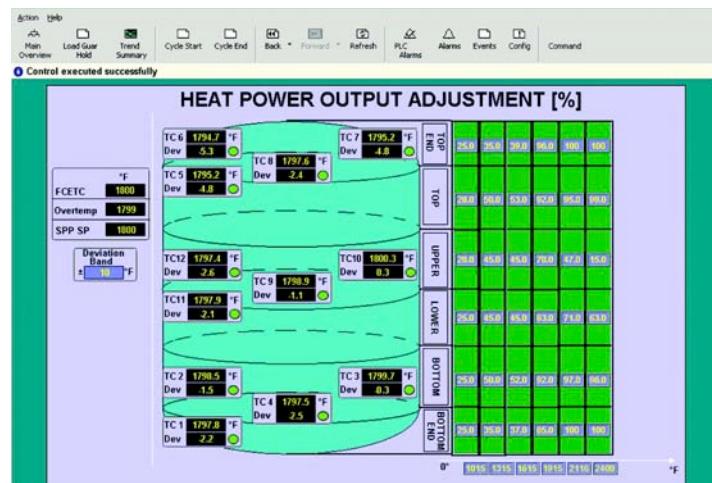 Action Help
Main Overview Load Guar Hold Trend Summary Cycle Start Cycle End Back Forward Refresh PLC Alarms Alarms Events Config Command
Control executed successfully
HEAT POWER OUTPUT ADJUSTMENT [%]
°F
FCETC 1800
Overtemp 1799
SPP SP 1800
Deviation Band
± 10 °F
TC 6 1794.7 °F
Dev -5.3
TC 7 1795.2 °F
Dev -4.8
TC 8 1797.6 °F
Dev -2.4
TC 5 1795.2 °F
Dev -4.8
TC12 1797.4 °F
Dev -2.6
TC10 1800.3 °F
Dev 0.3
TC 9 1798.9 °F
Dev -1.1
TC11 1797.9 °F
Dev -2.1
TC 2 1798.5 °F
Dev -1.5
TC 3 1799.7 °F
Dev -0.3
TC 4 1797.5 °F
Dev -2.5
TC 1 1797.8 °F
Dev -2.2
TOP END 25.0 35.0 39.0 96.0 100 100
TOP 28.0 50.0 53.0 92.0 95.0 99.0
UPPER 28.0 45.0 45.0 70.0 47.0 15.0
LOWER 25.0 45.0 45.0 83.0 71.0 63.0
BOTTOM 25.0 50.0 52.0 92.0 97.0 98.0
BOTTOM END 25.0 35.0 37.0 85.0 100 100
0° 1015 1315 1615 1915 2116 2400 °F